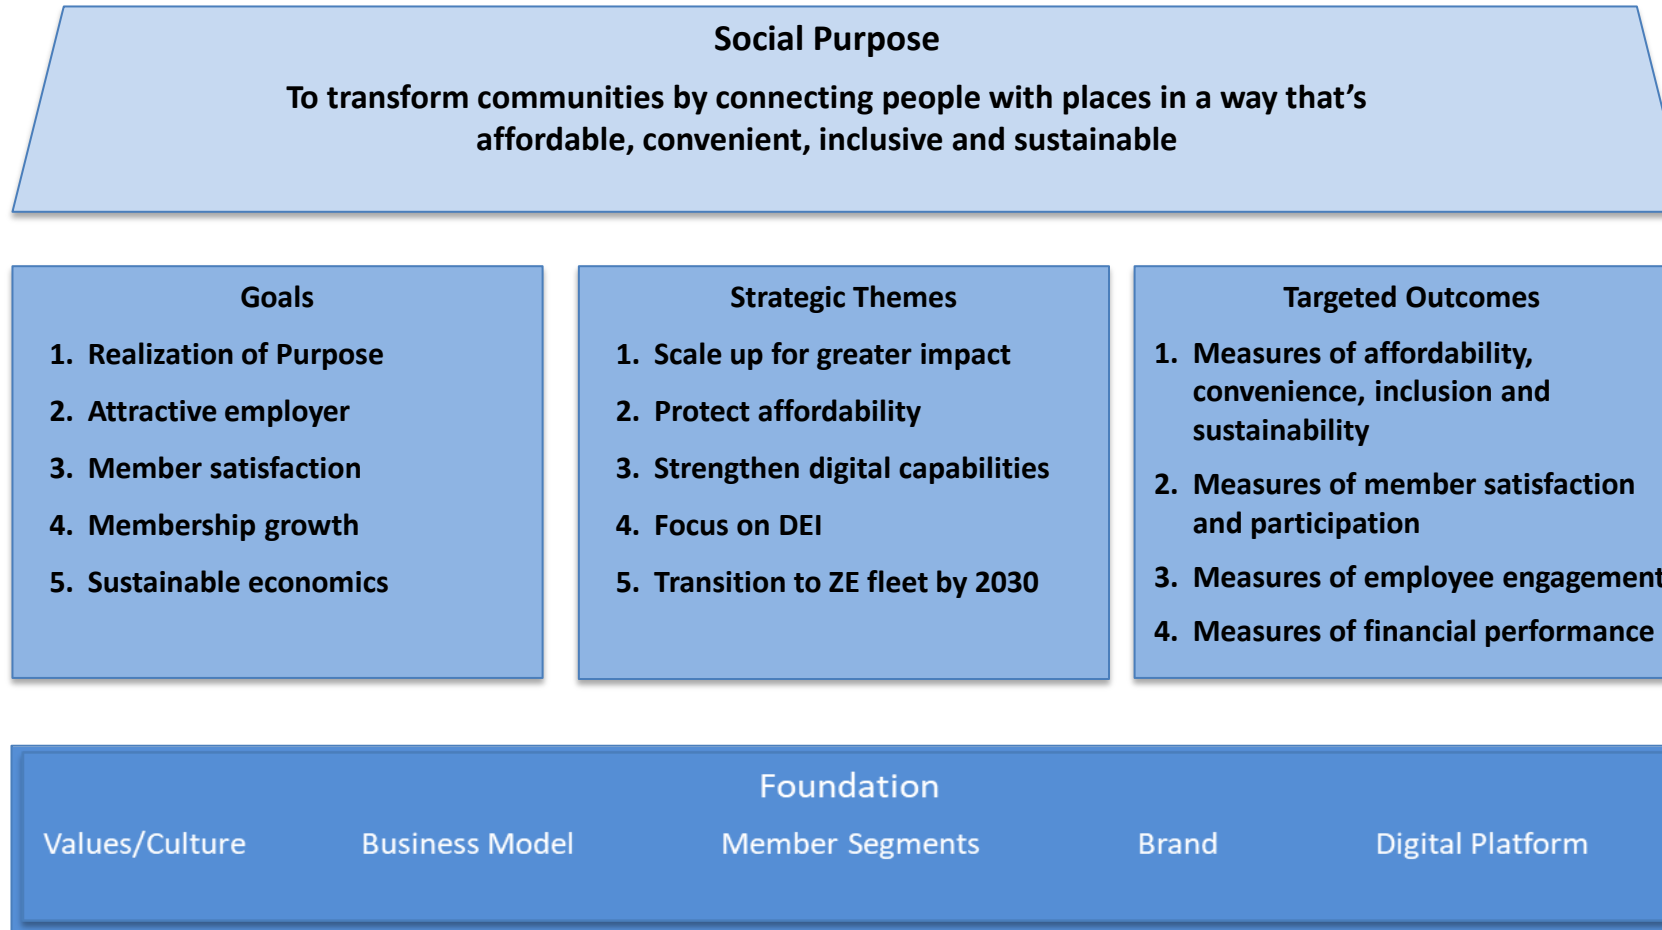 Social Purpose
To transform communities by connecting people with places in a way that’s
affordable, convenient, inclusive and sustainable
Goals
1. Realization of Purpose
2. Attractive employer
3. Member satisfaction
4. Membership growth
5. Sustainable economics
Strategic Themes
1. Scale up for greater impact
2. Protect affordability
3. Strengthen digital capabilities
4. Focus on DEI
5. Transition to ZE fleet by 2030
Targeted Outcomes
1. Measures of affordability,
convenience, inclusion and
sustainability
2. Measures of member satisfaction
and participation
3. Measures of employee engagement
4. Measures of financial performance
Foundation
Values/Culture Business Model Member Segments Brand Digital Platform